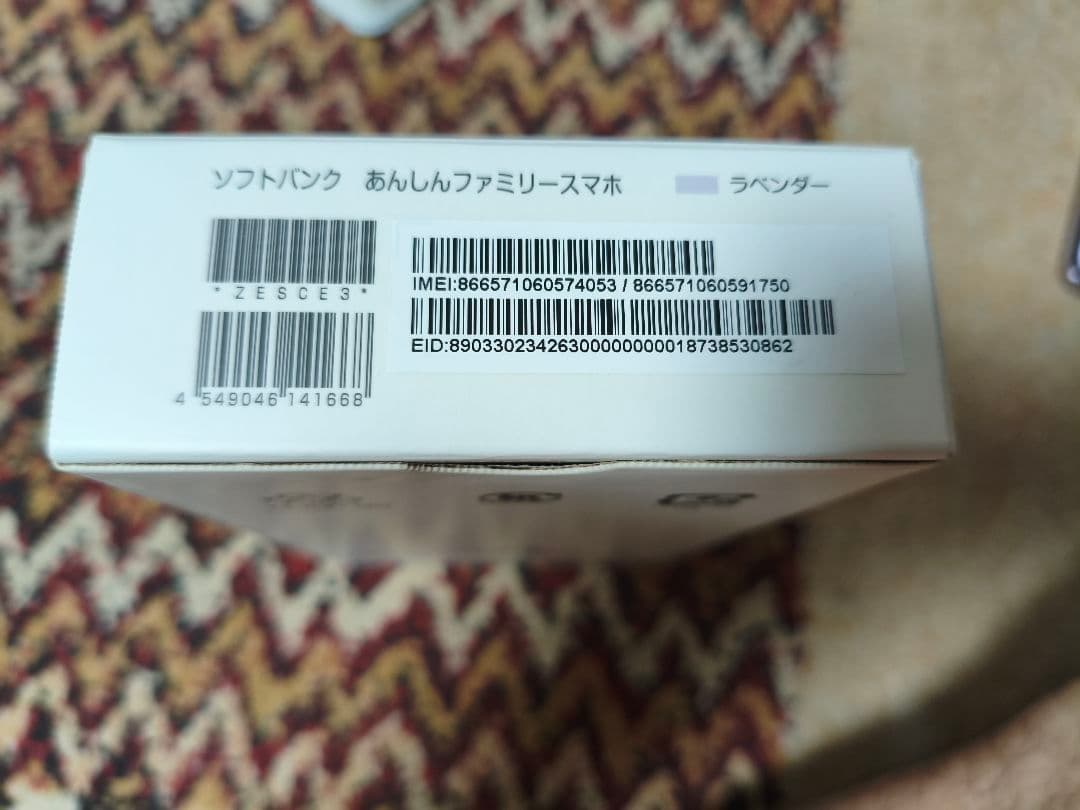 ソフトバンク あんしんファミリースマホ ラベンダー
*ZESCE3*
4 549046 141668
IMEI:866571060574053 / 866571060591750
EID:89033023426300000000018738530862